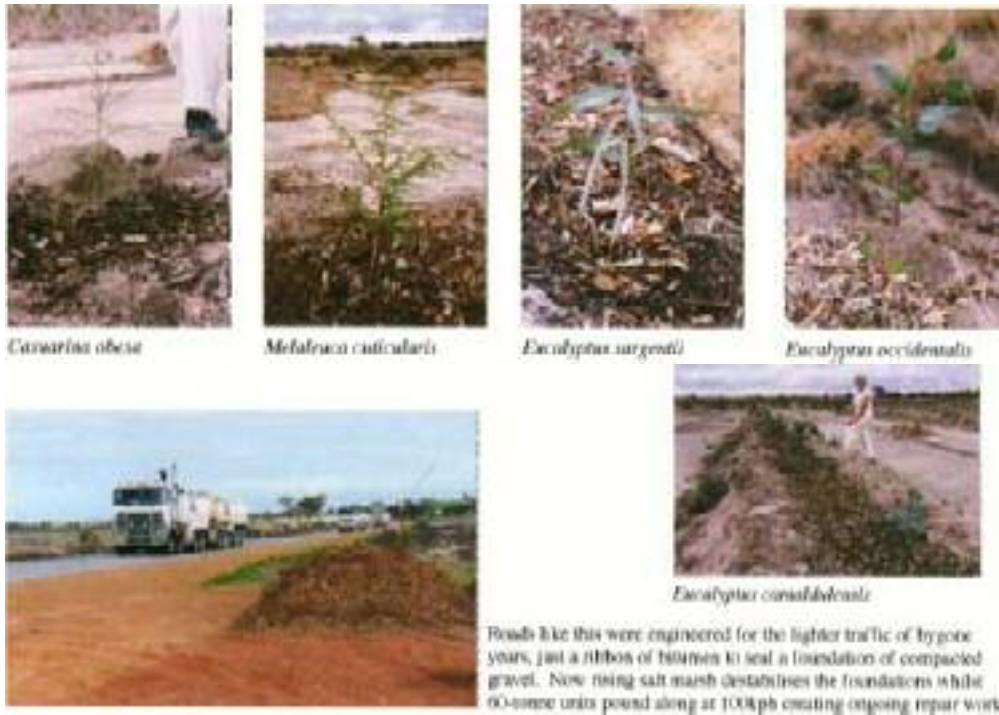 Casuarina obesa
Melaleuca cuticularis
Eucalyptus sargentii
Eucalyptus occidentalis
Eucalyptus camaldulensis
Roads like this were engineered for the lighter traffic of bygone
years, just a ribbon of bitumen to seal a foundation of compacted
gravel. Now rising salt marsh destabilises the foundations whilst
60-tonne units pound along at 100kph creating ongoing repair work